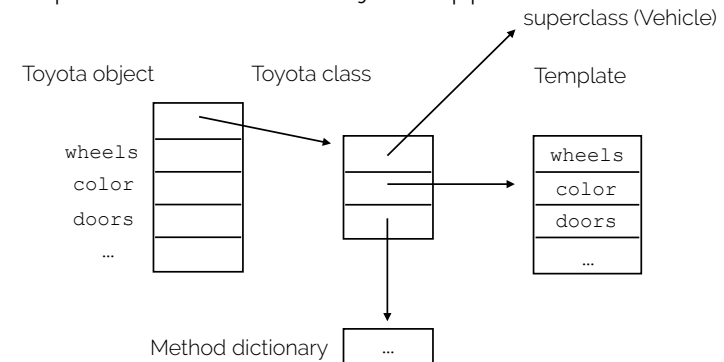 superclass (Vehicle)
Toyota object
Toyota class
Template
wheels
color
doors
…
wheels
color
doors
…
Method dictionary
…